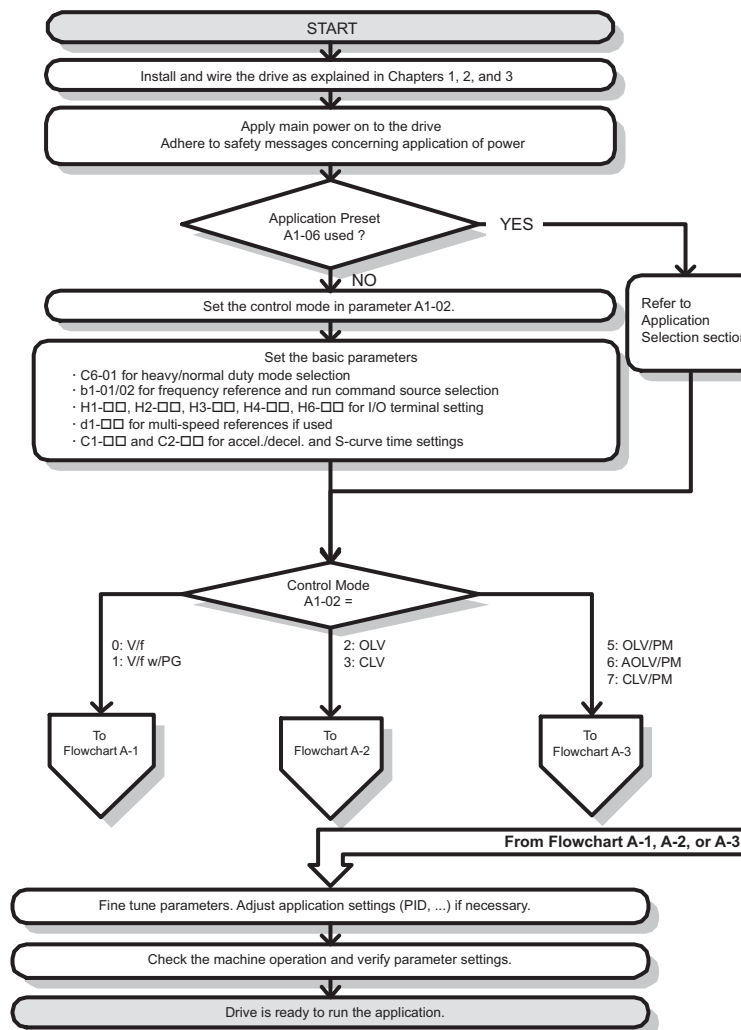 START
Install and wire the drive as explained in Chapters 1, 2, and 3
Apply main power on to the drive
Adhere to safety messages concerning application of power
Application Preset
A1-06 used ?
YES
NO
Set the control mode in parameter A1-02.
Refer to
Application
Selection section
Set the basic parameters
· C6-01 for heavy/normal duty mode selection
· b1-01/02 for frequency reference and run command source selection
· H1-□□, H2-□□, H3-□□, H4-□□, H6-□□ for I/O terminal setting
· d1-□□ for multi-speed references if used
· C1-□□ and C2-□□ for accel./decel. and S-curve time settings
Control Mode
A1-02 =
0: V/f
1: V/f w/PG
2: OLV
3: CLV
5: OLV/PM
6: AOLV/PM
7: CLV/PM
To
Flowchart A-1
To
Flowchart A-2
To
Flowchart A-3
From Flowchart A-1, A-2, or A-3
Fine tune parameters. Adjust application settings (PID, ...) if necessary.
Check the machine operation and verify parameter settings.
Drive is ready to run the application.